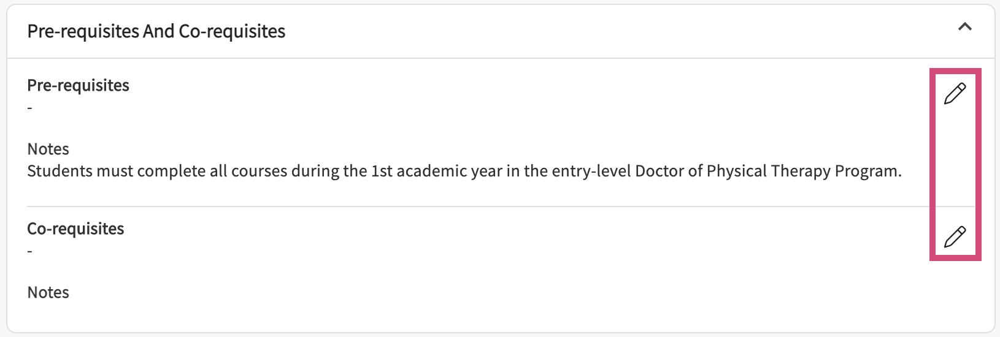 Pre-requisites And Co-requisites
Pre-requisites
-
Notes
Students must complete all courses during the 1st academic year in the entry-level Doctor of Physical Therapy Program.
Co-requisites
-
Notes